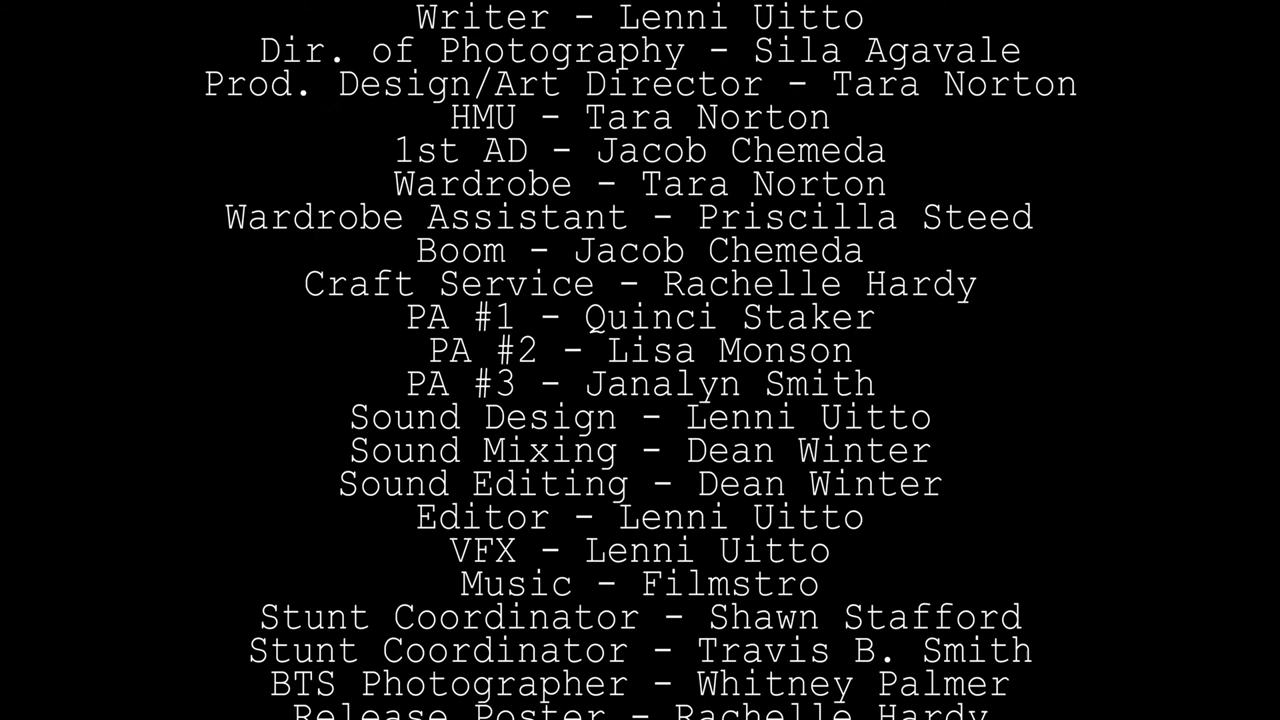 Writer - Lenni Uitto
Dir. of Photography - Sila Agavale
Prod. Design/Art Director - Tara Norton
HMU - Tara Norton
1st AD - Jacob Chemeda
Wardrobe - Tara Norton
Wardrobe Assistant - Priscilla Steed
Boom - Jacob Chemeda
Craft Service - Rachelle Hardy
PA #1 - Quinci Staker
PA #2 - Lisa Monson
PA #3 - Janalyn Smith
Sound Design - Lenni Uitto
Sound Mixing - Dean Winter
Sound Editing - Dean Winter
Editor - Lenni Uitto
VFX - Lenni Uitto
Music - Filmstro
Stunt Coordinator - Shawn Stafford
Stunt Coordinator - Travis B. Smith
BTS Photographer - Whitney Palmer
Release Poster - Rachelle Hardy